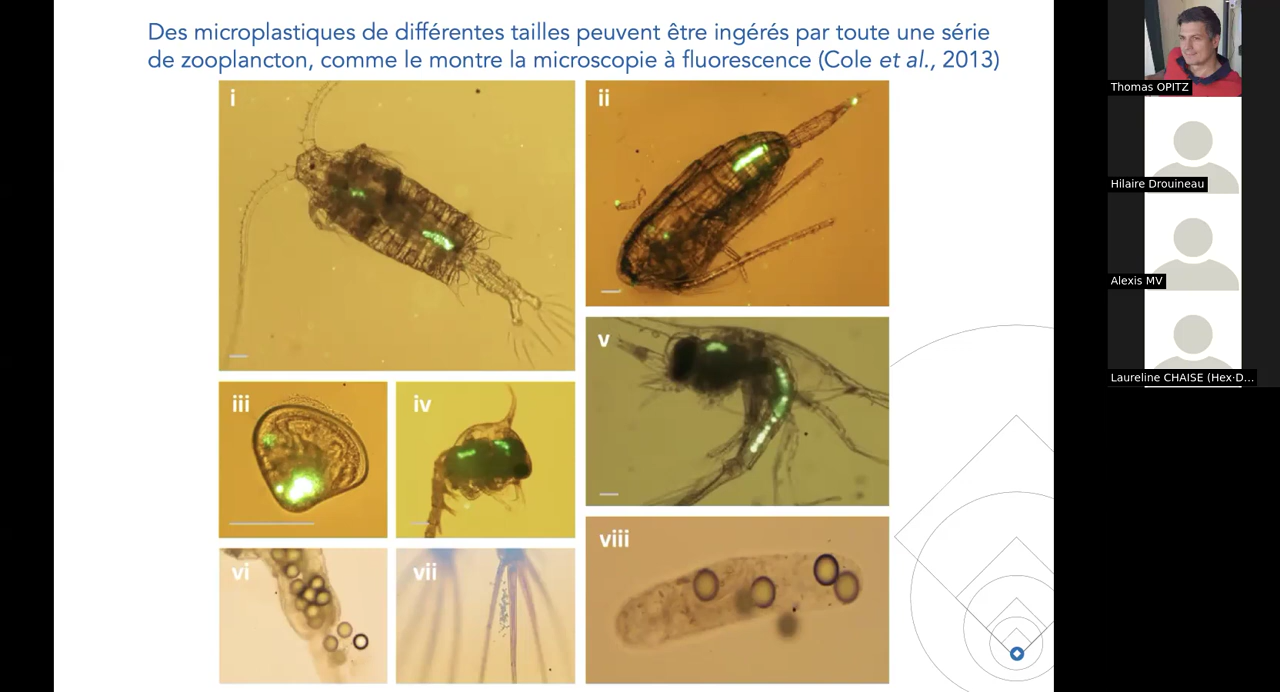 Des microplastiques de différentes tailles peuvent être ingérés par toute une série
de zooplancton, comme le montre la microscopie à fluorescence (Cole et al., 2013)
i
ii
iii
iv
v
vi
vii
viii
Thomas OPITZ
Hilaire Drouineau
Alexis MV
Laureline CHAISE (Hex·D...